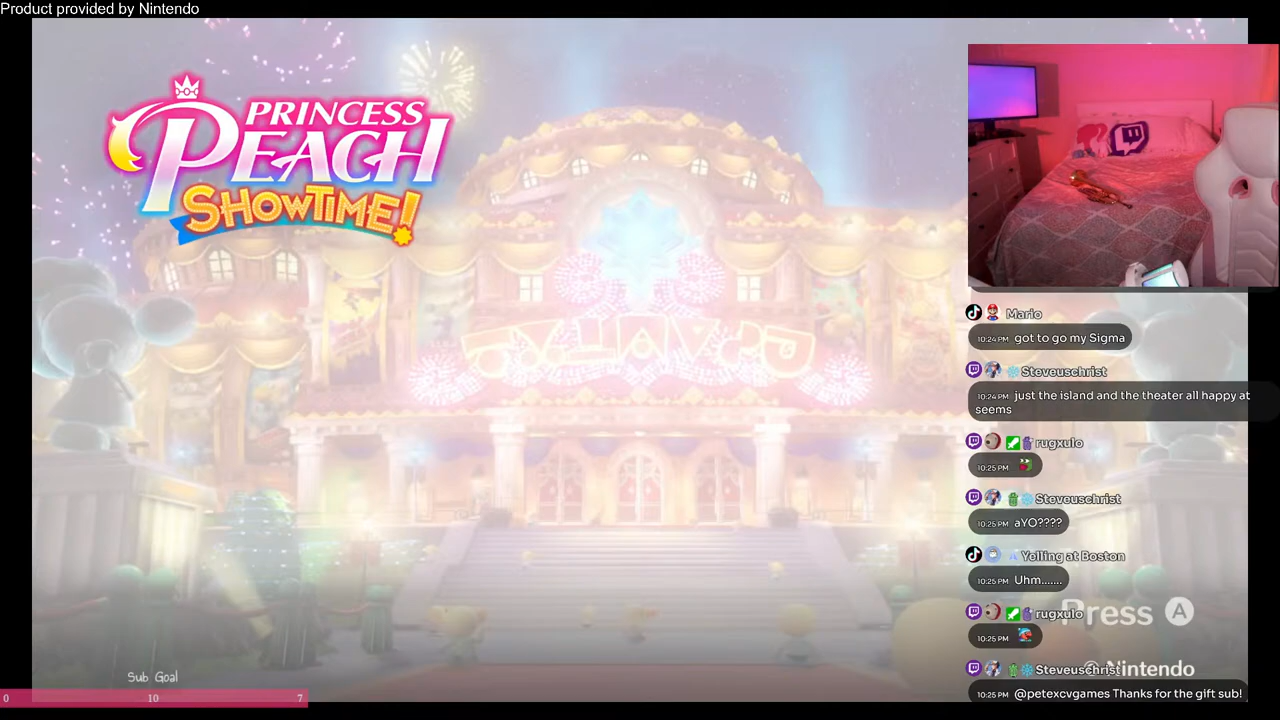 Product provided by Nintendo
PRINCESS
PEACH
SHOWTIME!
Mario
10:24 PM got to go my Sigma
Steveuschrist
10:24 PM just the island and the theater all happy at
seems
rugxulo
10:25 PM
Steveuschrist
10:25 PM aYO????
Yelling at Boston
10:25 PM Uhm.......
rugxulo
Press A
10:25 PM
Steveuschrist
© Nintendo
10:25 PM @petexcvgames Thanks for the gift sub!
Sub Goal
0 10 7